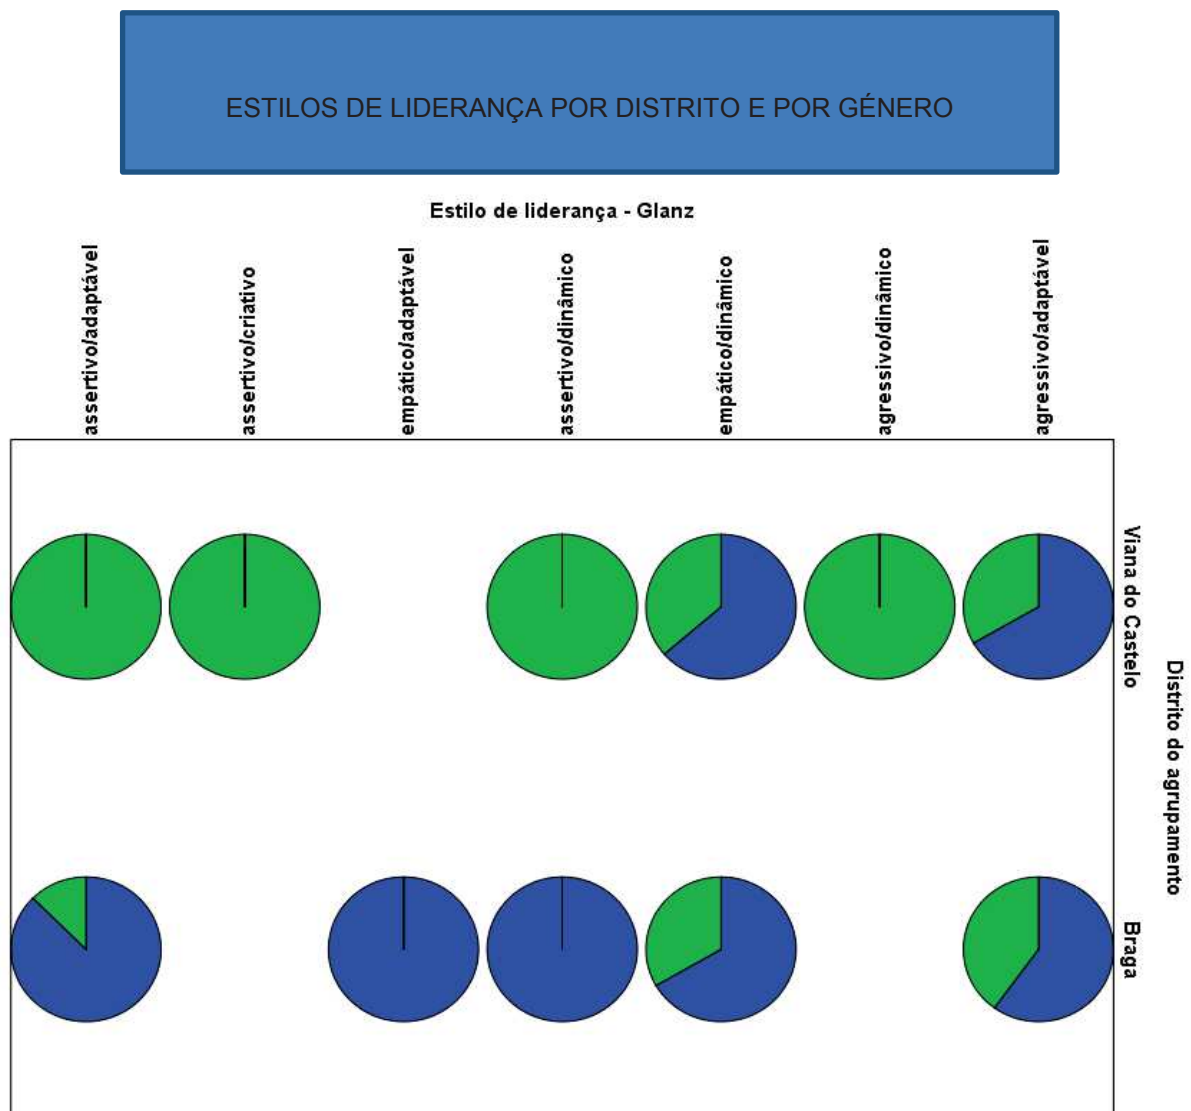 ESTILOS DE LIDERANÇA POR DISTRITO E POR GÉNERO
Estilo de liderança - Glanz
assertivo/adaptável
assertivo/criativo
empático/adaptável
assertivo/dinâmico
empático/dinâmico
agressivo/dinâmico
agressivo/adaptável
Viana do Castelo
Braga
Distrito do agrupamento